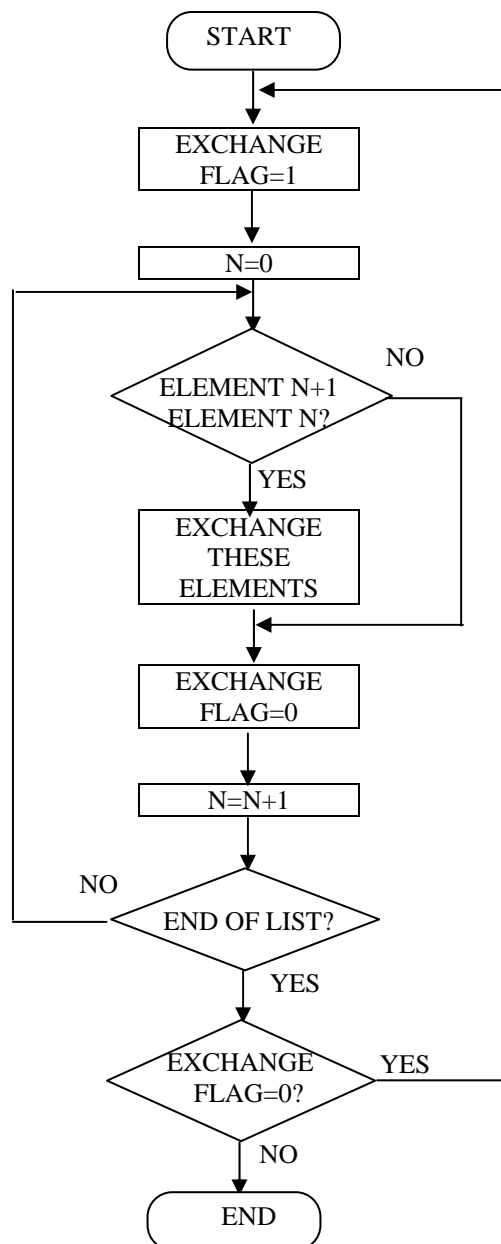 START
EXCHANGE
FLAG=1
N=0
NO
ELEMENT N+1
ELEMENT N?
YES
EXCHANGE
THESE
ELEMENTS
EXCHANGE
FLAG=0
N=N+1
NO
END OF LIST?
YES
EXCHANGE
FLAG=0?
YES
NO
END